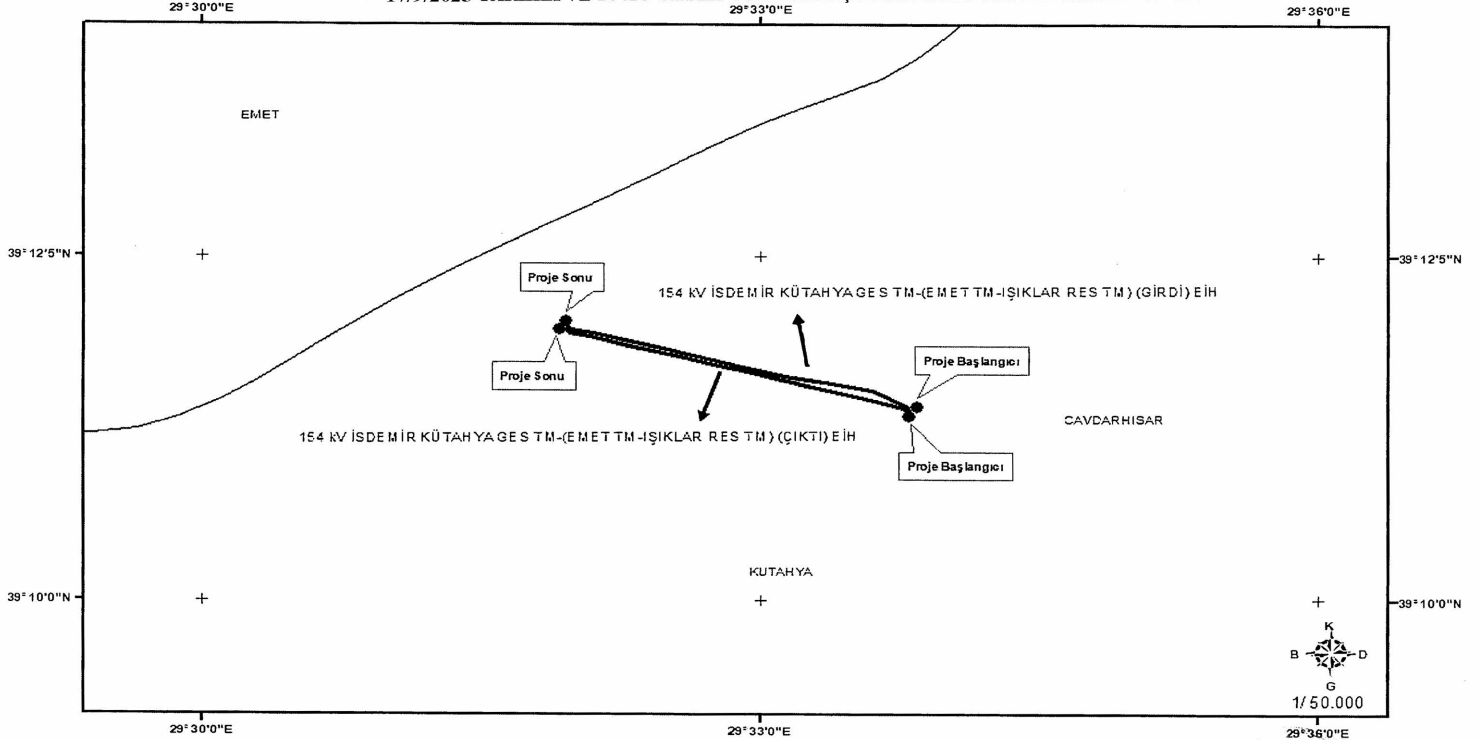 29°30'0"E 29°33'0"E 29°36'0"E
EMET
39°12'5"N 39°12'5"N
Proje Sonu
154 kV İSDEMİR KÜTAHYA GES TM-(EMET TM-IŞIKLAR RES TM) (GİRDİ) EİH
Proje Sonu
Proje Başlangıcı
CAVDARHISAR
154 kV İSDEMİR KÜTAHYA GES TM-(EMET TM-IŞIKLAR RES TM) (ÇIKTI) EİH
Proje Başlangıcı
KUTAHYA
39°10'0"N 39°10'0"N
K
B D
G
1/50.000
29°30'0"E 29°33'0"E 29°36'0"E